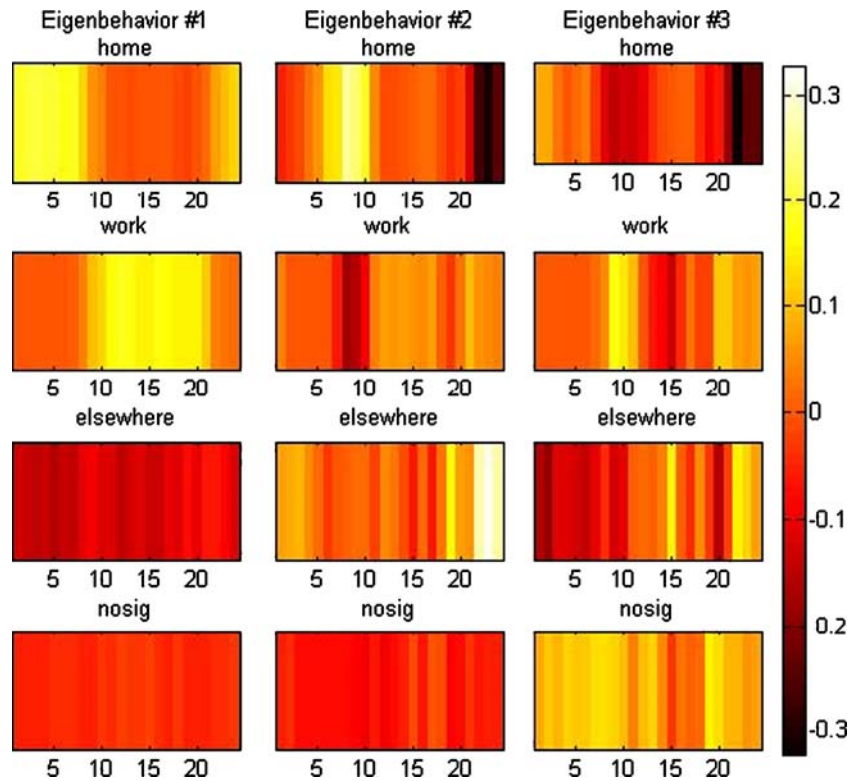 Eigenbehavior #1 Eigenbehavior #2 Eigenbehavior #3
home home home
5 10 15 20 5 10 15 20 5 10 15 20
work work work
5 10 15 20 5 10 15 20 5 10 15 20
elsewhere elsewhere elsewhere
5 10 15 20 5 10 15 20 5 10 15 20
nosig nosig nosig
5 10 15 20 5 10 15 20 5 10 15 20
0.3
0.2
0.1
0
-0.1
0.2
-0.3